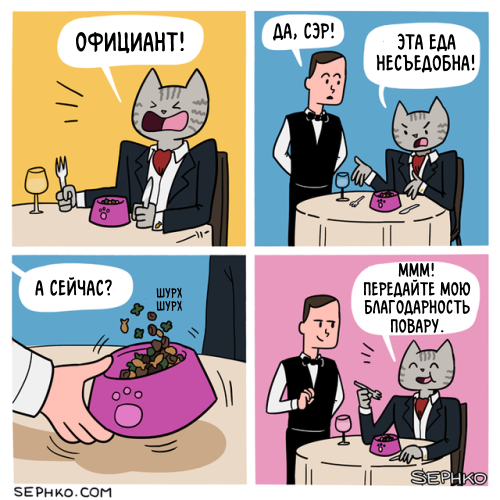 ОФИЦИАНТ!
ДА, СЭР!
ЭТА ЕДА
НЕСЪЕДОБНА!
А СЕЙЧАС?
ШУРХ
ШУРХ
МММ!
ПЕРЕДАЙТЕ МОЮ
БЛАГОДАРНОСТЬ
ПОВАРУ.
SEPHKO
SEPHKO.COM